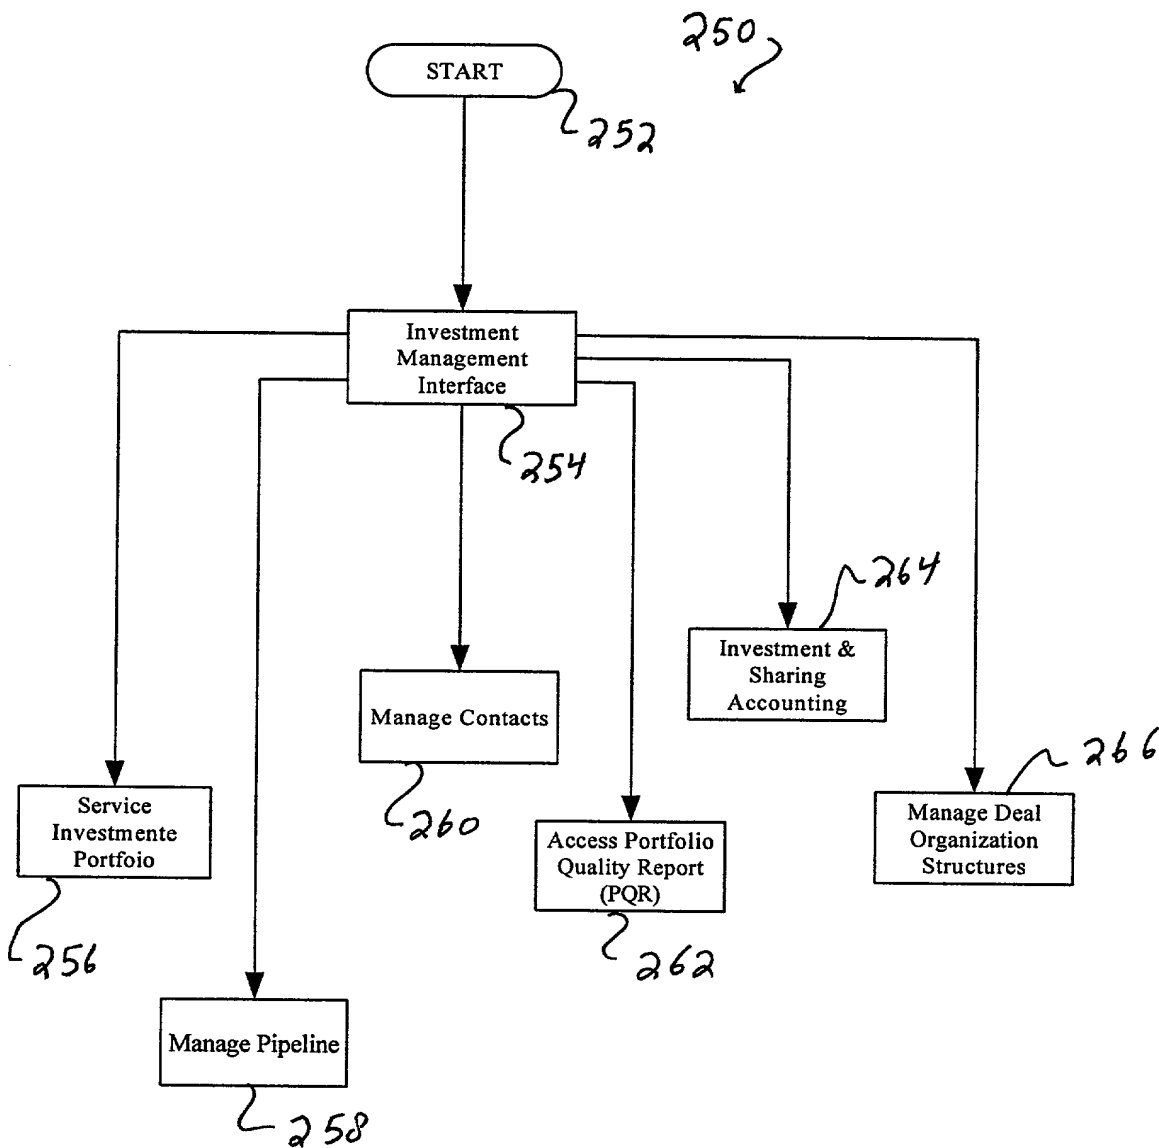 250
START
252
Investment
Management
Interface
254
264
Investment &
Sharing
Accounting
Manage Contacts
260
266
Service
Investmente
Portfoio
256
Access Portfolio
Quality Report
(PQR)
262
Manage Deal
Organization
Structures
Manage Pipeline
258